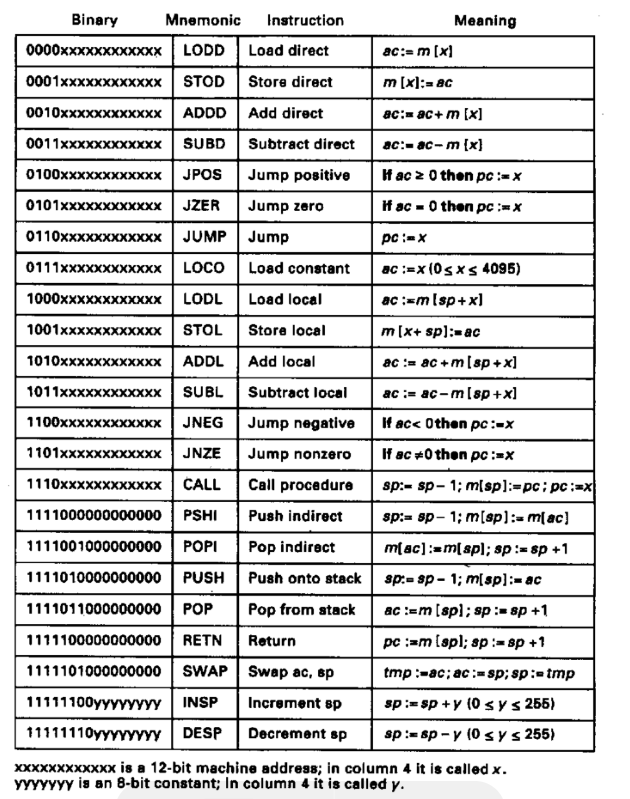 Binary Mnemonic Instruction Meaning
0000xxxxxxxxxxxx LODD Load direct ac:= m [x]
0001xxxxxxxxxxxx STOD Store direct m [x]:= ac
0010xxxxxxxxxxxx ADDD Add direct ac:= ac+ m [x]
0011xxxxxxxxxxxx SUBD Subtract direct ac:= ac- m [x]
0100xxxxxxxxxxxx JPOS Jump positive if ac ≥ 0 then pc := x
0101xxxxxxxxxxxx JZER Jump zero if ac = 0 then pc := x
0110xxxxxxxxxxxx JUMP Jump pc := x
0111xxxxxxxxxxxx LOCO Load constant ac := x (0 ≤ x ≤ 4095)
1000xxxxxxxxxxxx LODL Load local ac := m [sp + x]
1001xxxxxxxxxxxx STOL Store local m [x+ sp]:= ac
1010xxxxxxxxxxxx ADDL Add local ac := ac + m [sp + x]
1011xxxxxxxxxxxx SUBL Subtract local ac := ac - m [sp + x]
1100xxxxxxxxxxxx JNEG Jump negative if ac < 0 then pc := x
1101xxxxxxxxxxxx JNZE Jump nonzero if ac ≠ 0 then pc := x
1110xxxxxxxxxxxx CALL Call procedure sp:= sp - 1; m[sp]:= pc; pc := x
1111000000000000 PSHI Push indirect sp:= sp - 1; m[sp]:= m[ac]
1111001000000000 POPI Pop indirect m[ac]:= m[sp]; sp := sp +1
1111010000000000 PUSH Push onto stack sp:= sp - 1; m[sp]:= ac
1111011000000000 POP Pop from stack ac := m [sp]; sp := sp +1
1111100000000000 RETN Return pc := m [sp]; sp := sp +1
1111101000000000 SWAP Swap ac, sp tmp := ac; ac := sp; sp := tmp
11111100yyyyyyyy INSP Increment sp sp := sp + y (0 ≤ y ≤ 255)
11111110yyyyyyyy DESP Decrement sp sp := sp - y (0 ≤ y ≤ 255)
xxxxxxxxxxxx is a 12-bit machine address; in column 4 it is called x.
yyyyyyy is an 8-bit constant; in column 4 it is called y.